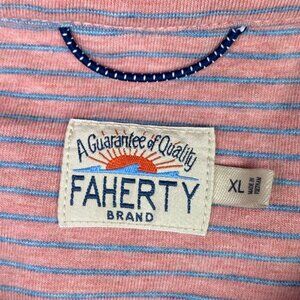 A Guarantee of Quality
FAHERTY
BRAND
XL